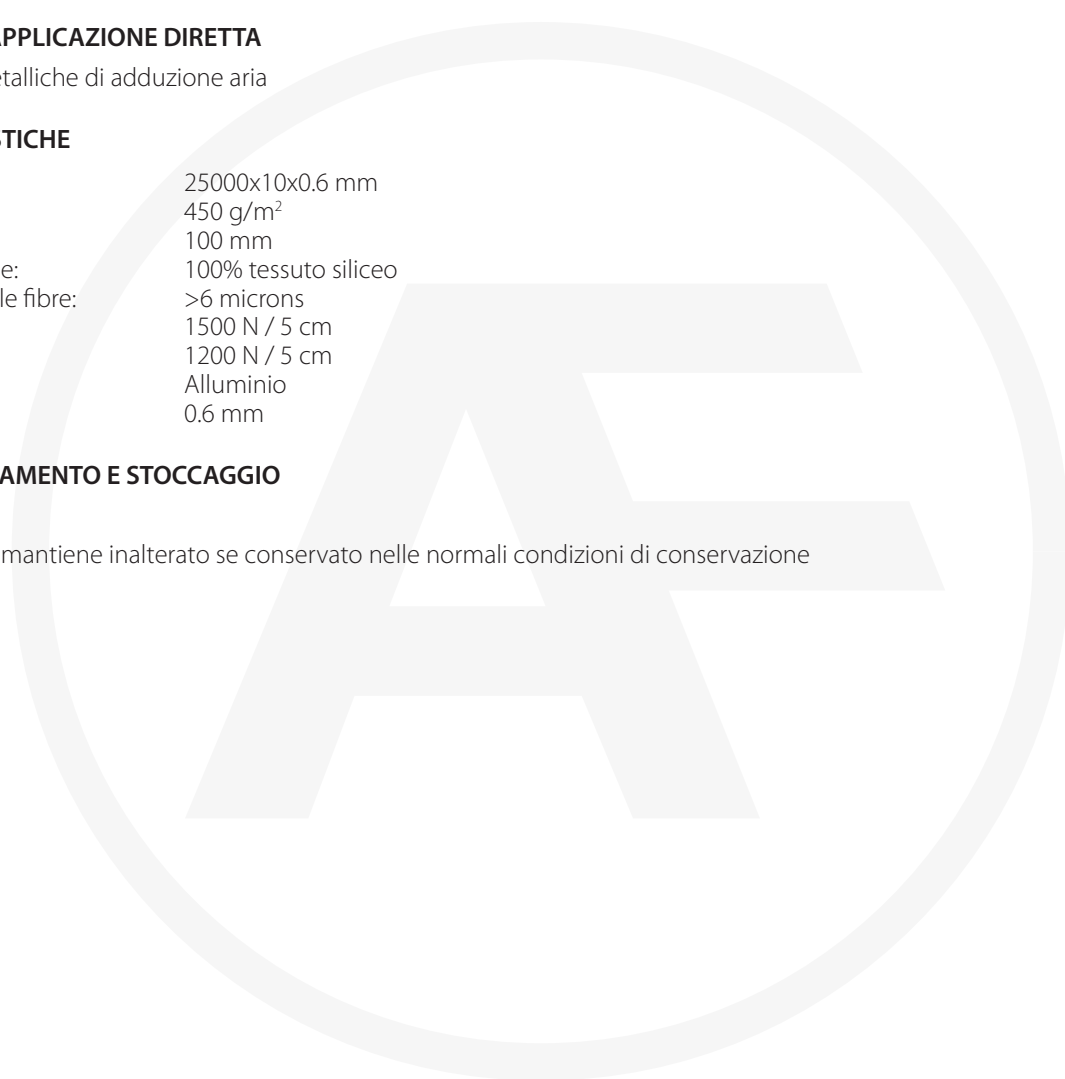 APPLICAZIONE DIRETTA
etalliche di adduzione aria
STICHE
25000x10x0.6 mm
450 g/m²
100 mm
e: 100% tessuto siliceo
le fibre: >6 microns
1500 N / 5 cm
1200 N / 5 cm
Alluminio
0.6 mm
AMENTO E STOCCAGGIO
mantiene inalterato se conservato nelle normali condizioni di conservazione
AF